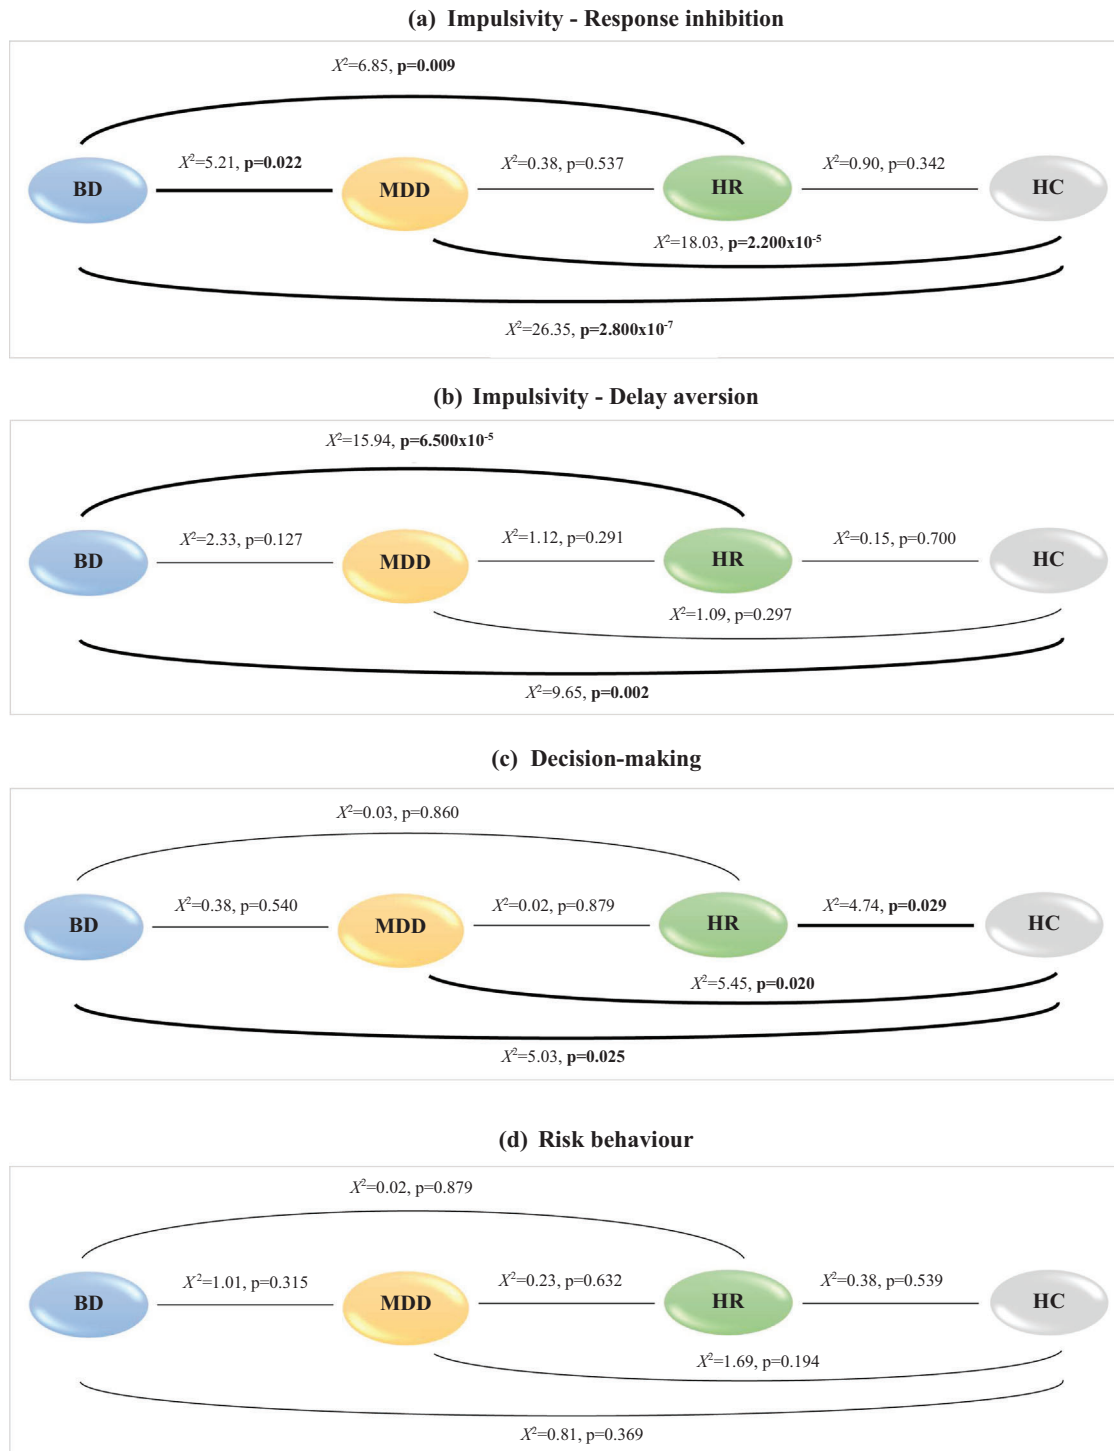 (a) Impulsivity - Response inhibition
X²=6.85, p=0.009
X²=5.21, p=0.022
X²=0.38, p=0.537
X²=0.90, p=0.342
BD
MDD
HR
HC
X²=18.03, p=2.200x10⁻⁵
X²=26.35, p=2.800x10⁻⁷
(b) Impulsivity - Delay aversion
X²=15.94, p=6.500x10⁻⁵
X²=2.33, p=0.127
X²=1.12, p=0.291
X²=0.15, p=0.700
BD
MDD
HR
HC
X²=1.09, p=0.297
X²=9.65, p=0.002
(c) Decision-making
X²=0.03, p=0.860
X²=0.38, p=0.540
X²=0.02, p=0.879
X²=4.74, p=0.029
BD
MDD
HR
HC
X²=5.45, p=0.020
X²=5.03, p=0.025
(d) Risk behaviour
X²=0.02, p=0.879
X²=1.01, p=0.315
X²=0.23, p=0.632
X²=0.38, p=0.539
BD
MDD
HR
HC
X²=1.69, p=0.194
X²=0.81, p=0.369